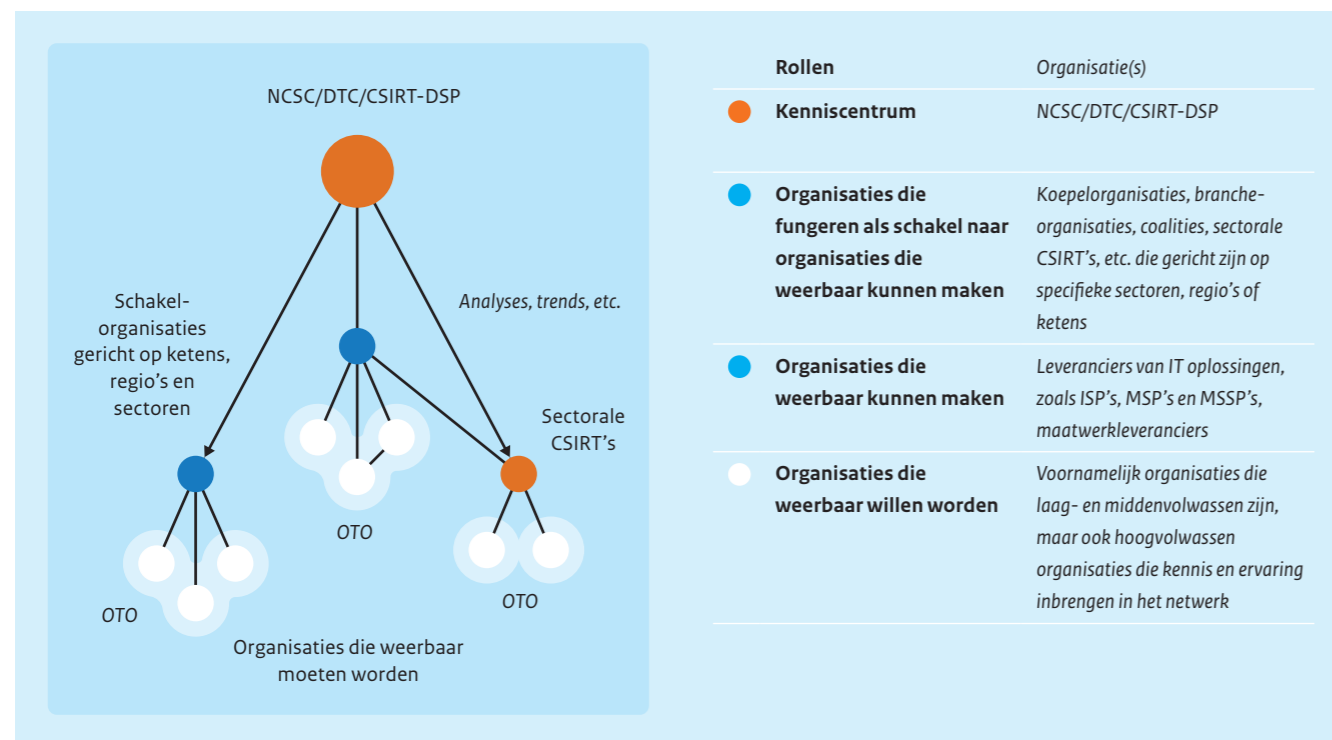 NCSC/DTC/CSIRT-DSP
Schakel-
organisaties
gericht op ketens,
regio's en
sectoren
Analyses, trends, etc.
Sectorale
CSIRT's
OTO
OTO
OTO
Organisaties die weerbaar
moeten worden
Rollen
Organisatie(s)
Kenniscentrum
NCSC/DTC/CSIRT-DSP
Organisaties die
fungeren als schakel naar
organisaties die
weerbaar kunnen maken
Koepelorganisaties, branche-
organisaties, coalities, sectorale
CSIRT's, etc. die gericht zijn op
specifieke sectoren, regio's of
ketens
Organisaties die
weerbaar kunnen maken
Leveranciers van IT oplossingen,
zoals ISP's, MSP's en MSSP's,
maatwerkleveranciers
Organisaties die
weerbaar willen worden
Voornamelijk organisaties die
laag- en middenvolwassen zijn,
maar ook hoogvolwassen
organisaties die kennis en ervaring
inbrengen in het netwerk